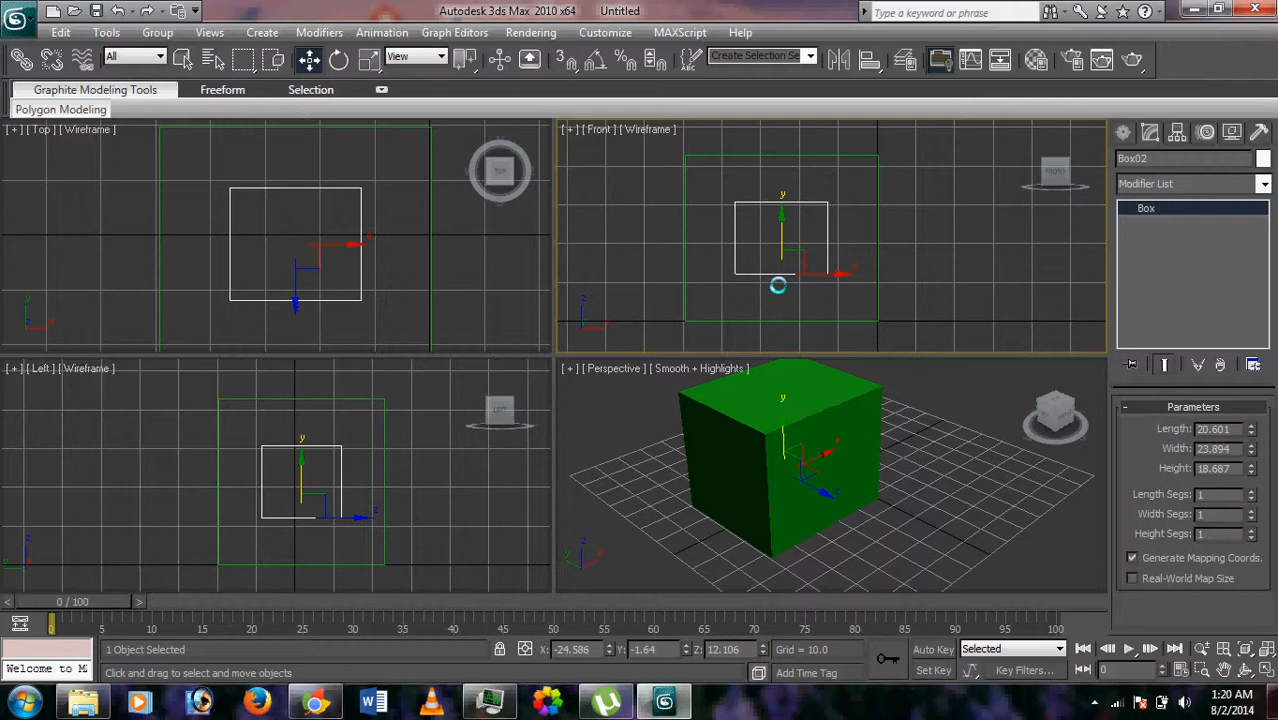 Autodesk 3ds Max 2010 x64 Untitled
Type a keyword or phrase
Edit Tools Group Views Create Modifiers Animation Graph Editors Rendering Customize MAXScript Help
All View Create Selection Se
Graphite Modeling Tools Freeform Selection
Polygon Modeling
[ + ] [ Top ] [ Wireframe ]
TOP
x
y
z x
[ + ] [ Front ] [ Wireframe ]
FRONT
y
x
z
x
Box02
Modifier List
Box
[ + ] [ Left ] [ Wireframe ]
LEFT
y
z
z
y
[ + ] [ Perspective ] [ Smooth + Highlights ]
y
x
z
z
y x
Parameters
Length: 20.601
Width: 23.894
Height: 18.687
Length Segs: 1
Width Segs: 1
Height Segs: 1
Generate Mapping Coords.
Real-World Map Size
0 / 100
0 5 10 15 20 25 30 35 40 45 50 55 60 65 70 75 80 85 90 95 100
1 Object Selected X: -24.586 Y: -1.64 Z: 12.106 Grid = 10.0 Auto Key Selected
Welcome to M Click and drag to select and move objects Add Time Tag Set Key Key Filters... 0
1:20 AM
8/2/2014